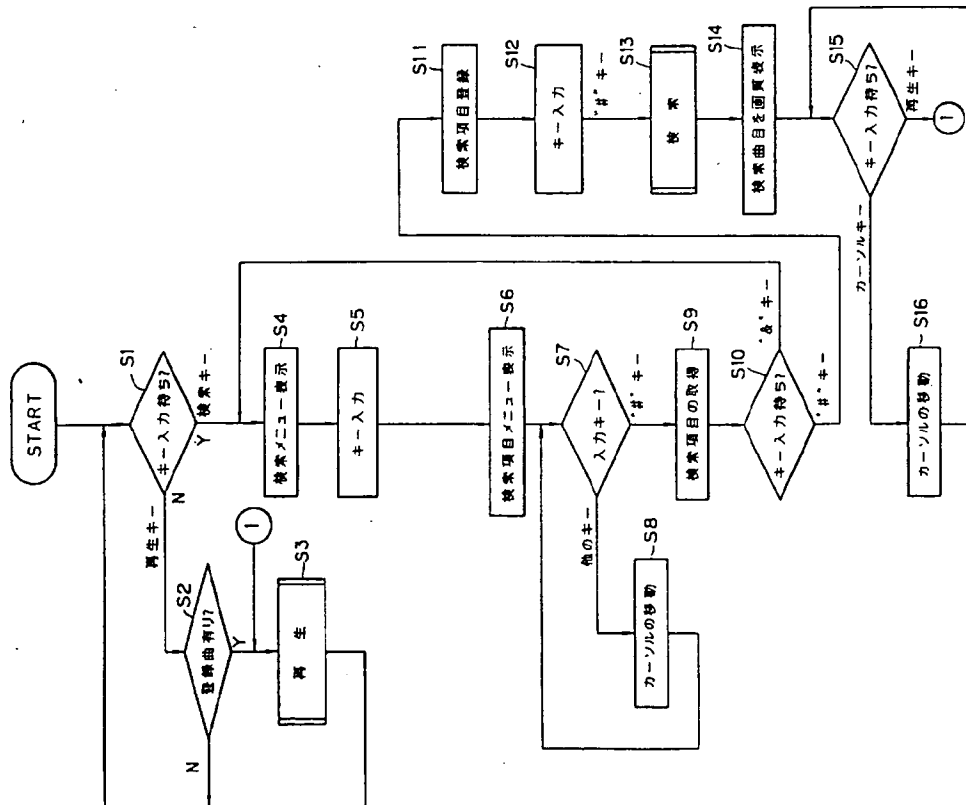 START
S1
キー入力待ち?
再生キー
N
Y
検索キー
S2
登録曲有り?
N
Y
1
S3
再生
S4
検索メニュー表示
S5
キー入力
S6
検索項目メニュー表示
S7
入力キー?
他のキー
"#"キー
S8
カーソルの移動
S9
検索項目の取得
S10
キー入力待ち?
"&"キー
"#"キー
S11
検索項目登録
S12
キー入力
"#"キー
S13
検索
S14
検索曲目を画質表示
S15
キー入力待ち?
カーソルキー
再生キー
1
S16
カーソルの移動